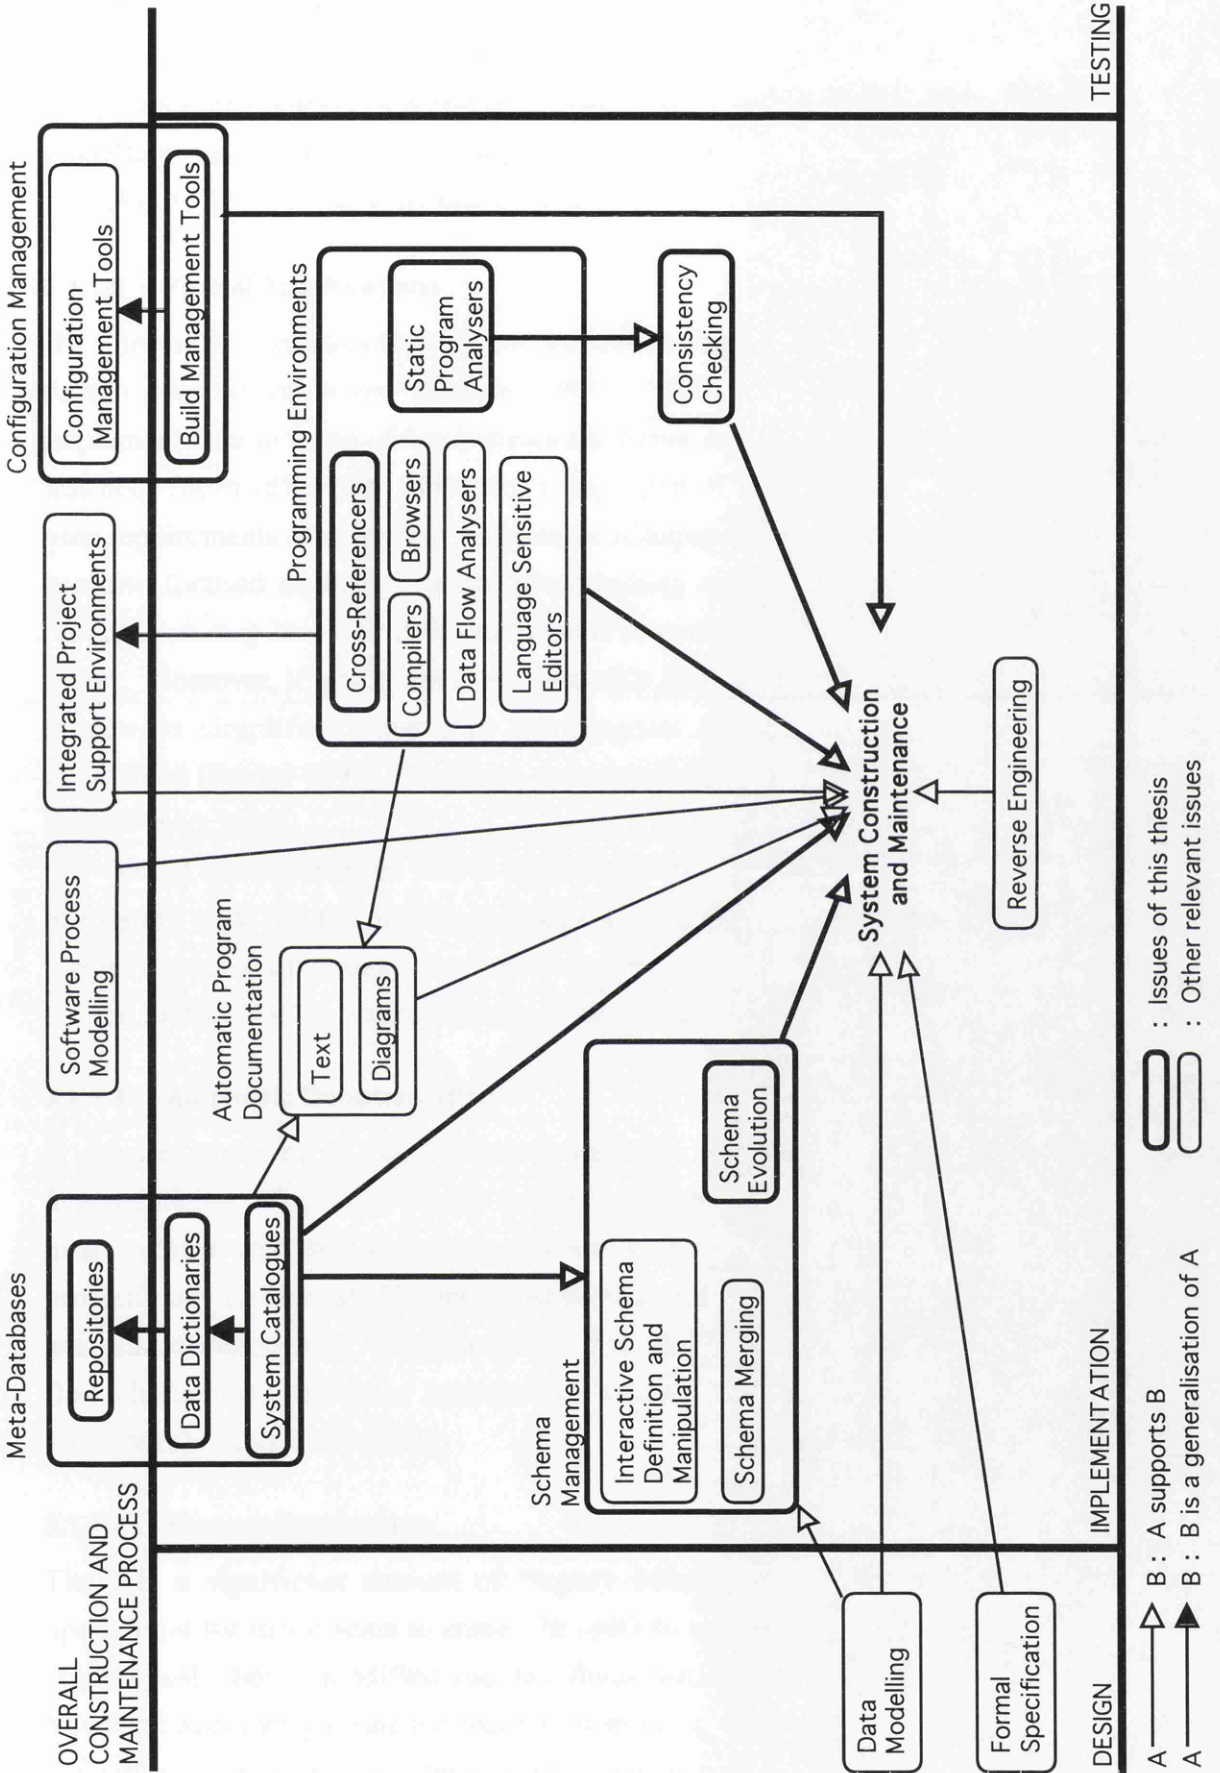 Meta-Databases
Configuration Management
OVERALL
CONSTRUCTION AND
MAINTENANCE PROCESS
Repositories
Data Dictionaries
System Catalogues
Software Process
Modelling
Integrated Project
Support Environments
Configuration
Management Tools
Build Management Tools
Automatic Program
Documentation
Text
Diagrams
Programming Environments
Cross-Referencers
Compilers
Browsers
Data Flow Analysers
Language Sensitive
Editors
Static
Program
Analysers
Schema
Management
Interactive Schema
Definition and
Manipulation
Schema Merging
Schema
Evolution
Consistency
Checking
Data
Modelling
System Construction
and Maintenance
Formal
Specification
Reverse Engineering
DESIGN
IMPLEMENTATION
TESTING
A B : A supports B
A B : B is a generalisation of A
: Issues of this thesis
: Other relevant issues